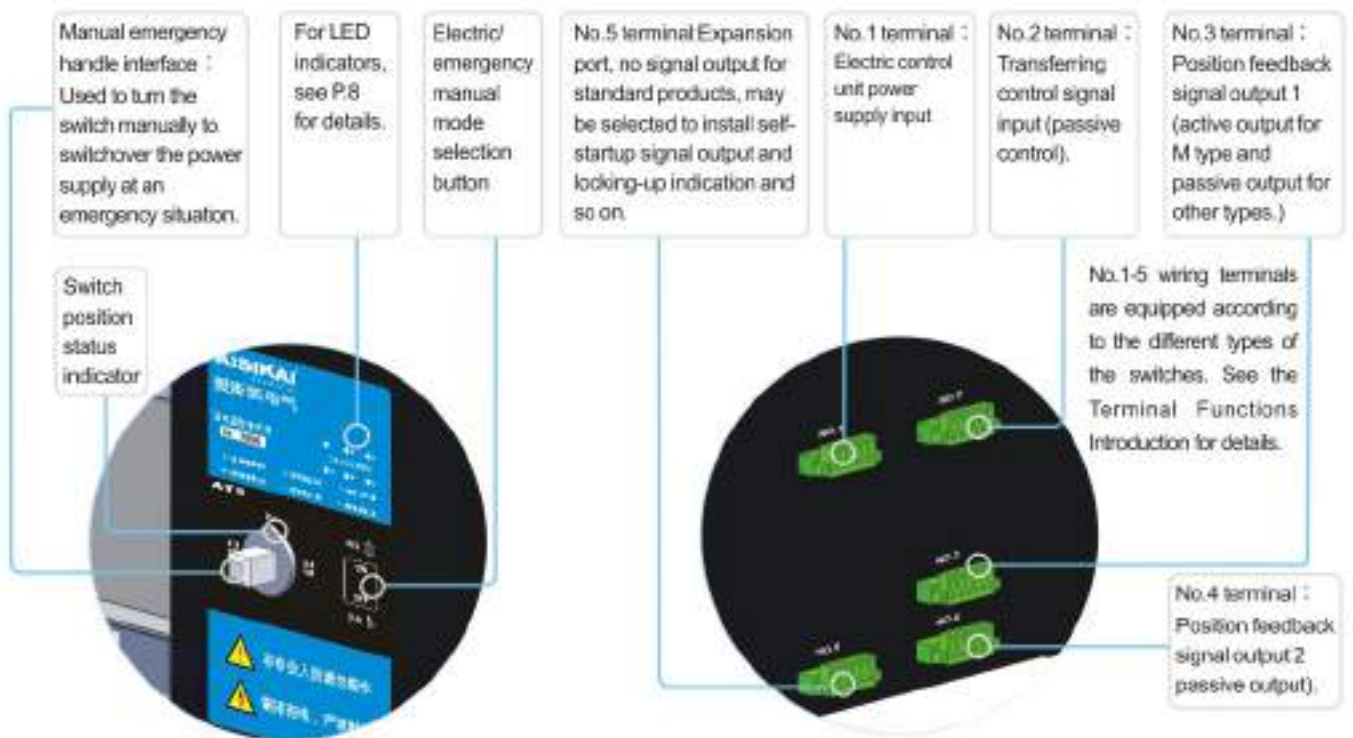 Manual emergency
handle interface：
Used to turn the
switch manually to
switchover the power
supply at an
emergency situation.
For LED
indicators,
see P.8
for details.
Electric/
emergency
manual
mode
selection
button
No.5 terminal Expansion
port, no signal output for
standard products, may
be selected to install self-
startup signal output and
locking-up indication and
so on.
No.1 terminal：
Electric control
unit power
supply input
No.2 terminal：
Transferring
control signal
input (passive
control).
No.3 terminal：
Position feedback
signal output 1
(active output for
M type and
passive output for
other types.)
Switch
position
status
indicator
No.1-5 wiring terminals
are equipped according
to the different types of
the switches. See the
Terminal Functions
Introduction for details.
No.4 terminal：
Position feedback
signal output 2
passive output).
AISIKAI
ATS